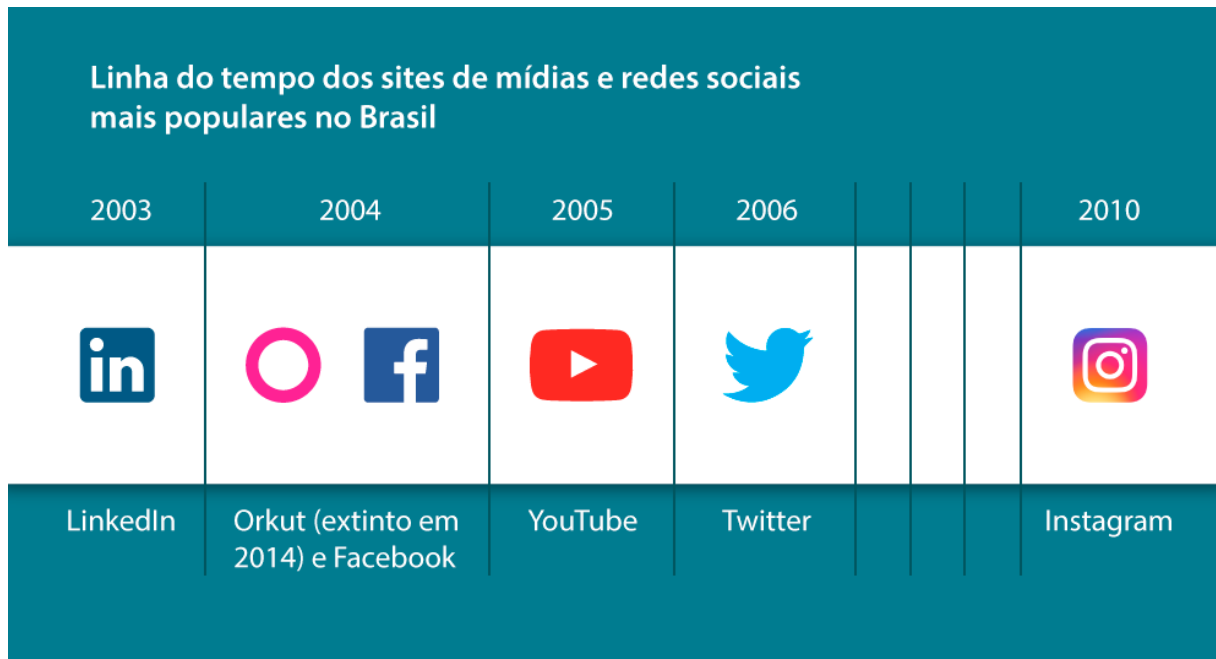 Linha do tempo dos sites de mídias e redes sociais
mais populares no Brasil
2003
2004
2005
2006
2010
in
f
LinkedIn
Orkut (extinto em
2014) e Facebook
YouTube
Twitter
Instagram